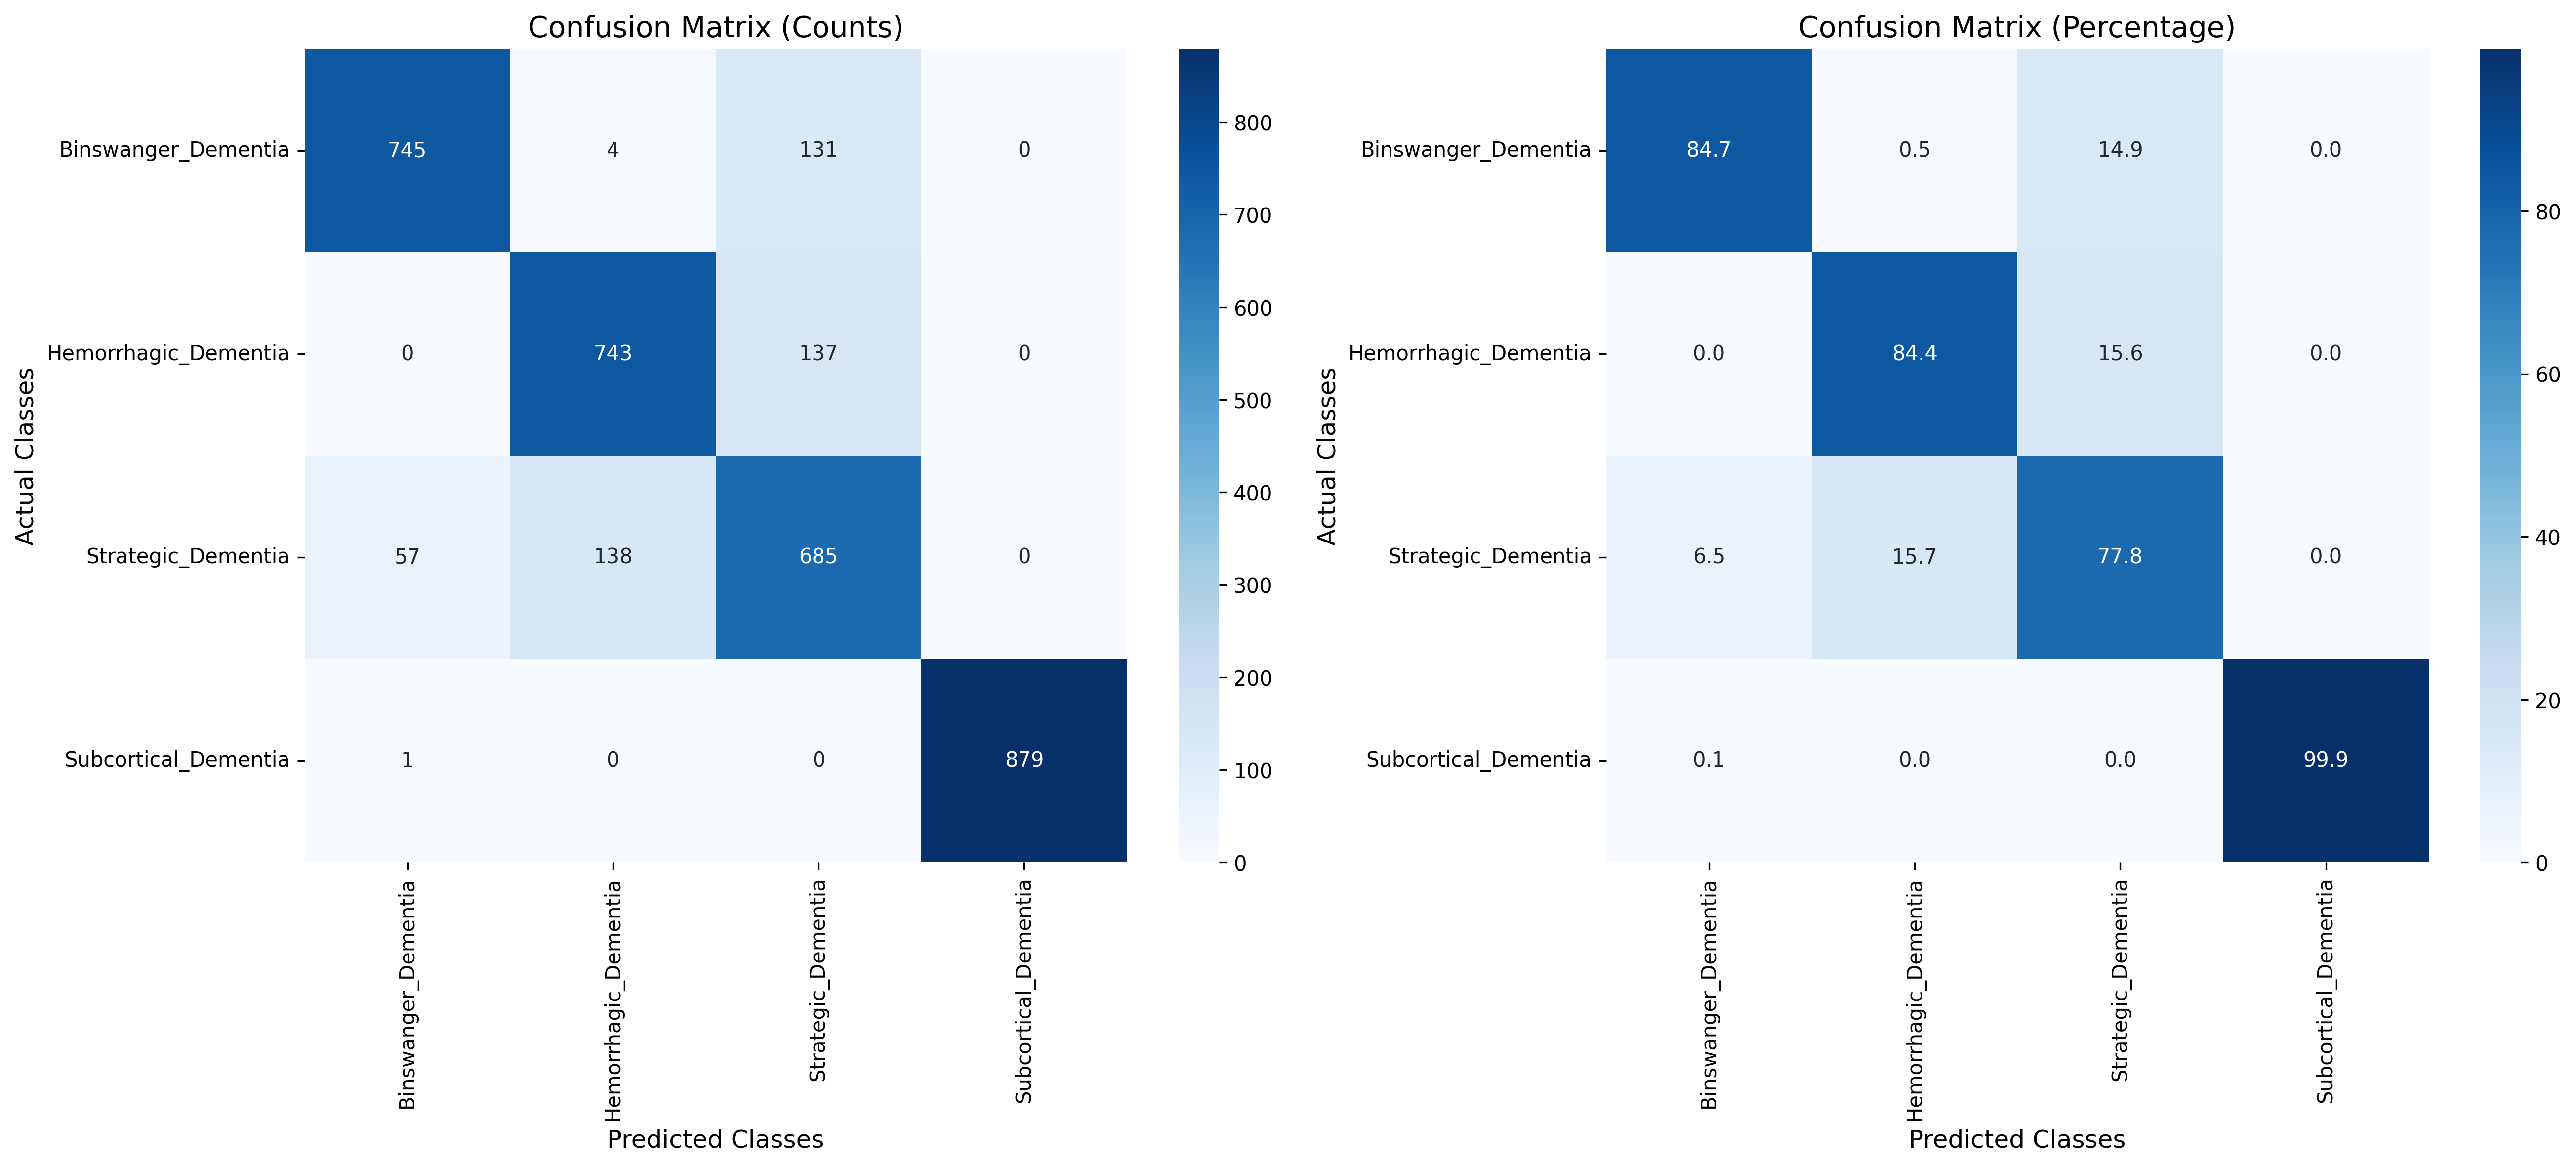 Confusion Matrix (Counts)
Actual Classes
Binswanger_Dementia
745 4 131 0
Hemorrhagic_Dementia
0 743 137 0
Strategic_Dementia
57 138 685 0
Subcortical_Dementia
1 0 0 879
Binswanger_Dementia
Hemorrhagic_Dementia
Strategic_Dementia
Subcortical_Dementia
Predicted Classes
800
700
600
500
400
300
200
100
0
Confusion Matrix (Percentage)
Actual Classes
Binswanger_Dementia
84.7 0.5 14.9 0.0
Hemorrhagic_Dementia
0.0 84.4 15.6 0.0
Strategic_Dementia
6.5 15.7 77.8 0.0
Subcortical_Dementia
0.1 0.0 0.0 99.9
Binswanger_Dementia
Hemorrhagic_Dementia
Strategic_Dementia
Subcortical_Dementia
Predicted Classes
80
60
40
20
0